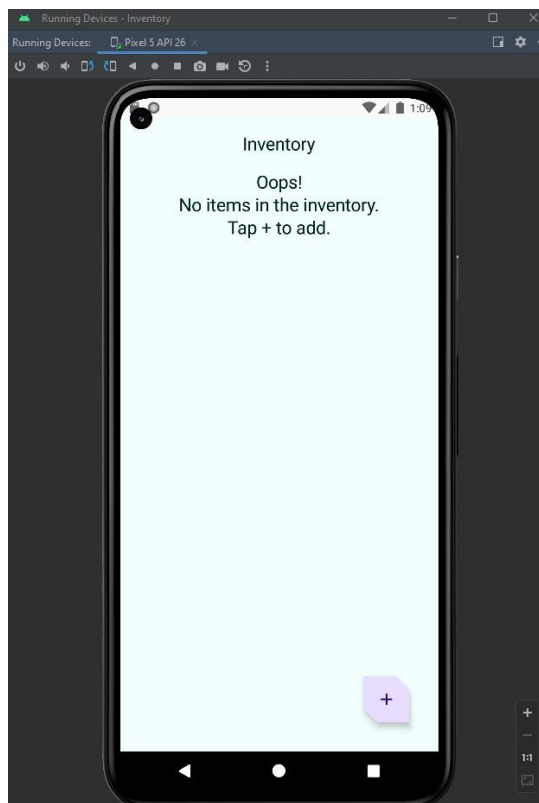 Running Devices - Inventory
Running Devices:
Pixel 5 API 26
1:09
Inventory
Oops!
No items in the inventory.
Tap + to add.
+
1:1